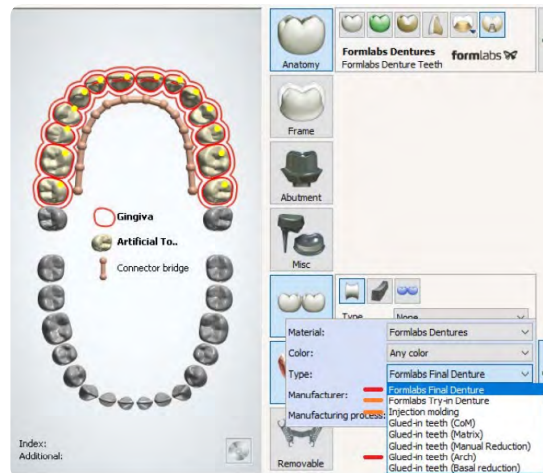 Anatomy
Formlabs Dentures
Formlabs Denture Teeth
formlabs
Frame
Abutment
Misc
Gingiva
Artificial To..
Connector bridge
Type
None
Material:
Formlabs Dentures
Color:
Any color
Type:
Formlabs Final Denture
Manufacturer:
Manufacturing process:
Formlabs Final Denture
Formlabs Try-in Denture
Injection molding
Glued-in teeth (CoM)
Glued-in teeth (Matrix)
Glued-in teeth (Manual Reduction)
Glued-in teeth (Arch)
Glued-in teeth (Basal reduction)
Removable
Index:
Additional: